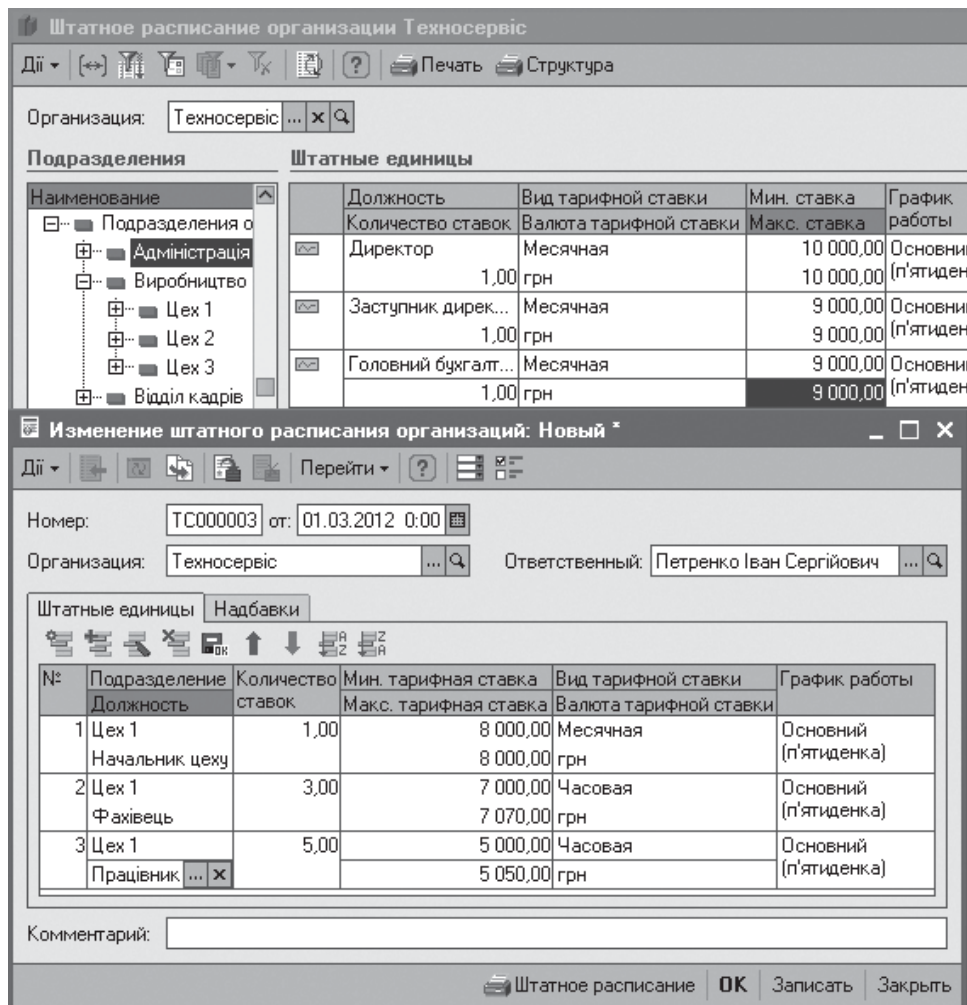 Штатное расписание организации Техносервіс
Дії Печать Структура
Организация: Техносервіс ...
Подразделения Штатные единицы
Наименование Должность Вид тарифной ставки Мин. ставка График работы
Количество ставок Валюта тарифной ставки Макс. ставка
Подразделения о
Адміністрація
Виробництво
Цех 1
Цех 2
Цех 3
Відділ кадрів
Директор Месячная 10 000,00 Основний
1,00 грн 10 000,00 (п'ятиден
Заступник дирек... Месячная 9 000,00 Основний
1,00 грн 9 000,00 (п'ятиден
Головний бухгалт... Месячная 9 000,00 Основний
1,00 грн 9 000,00 (п'ятиден
Изменение штатного расписания организаций: Новый *
Дії Перейти
Номер: ТС000003 от: 01.03.2012 0:00
Организация: Техносервіс ... Ответственный: Петренко Іван Сергійович ...
Штатные единицы Надбавки
№ Подразделение Количество ставок Мин. тарифная ставка Вид тарифной ставки График работы
Должность Макс. тарифная ставка Валюта тарифной ставки
1 Цех 1 1,00 8 000,00 Месячная Основний
Начальник цеху 8 000,00 грн (п'ятиденка)
2 Цех 1 3,00 7 000,00 Часовая Основний
Фахівець 7 070,00 грн (п'ятиденка)
3 Цех 1 5,00 5 000,00 Часовая Основний
Працівник ... 5 050,00 грн (п'ятиденка)
Комментарий:
Штатное расписание OK Записать Закрыть